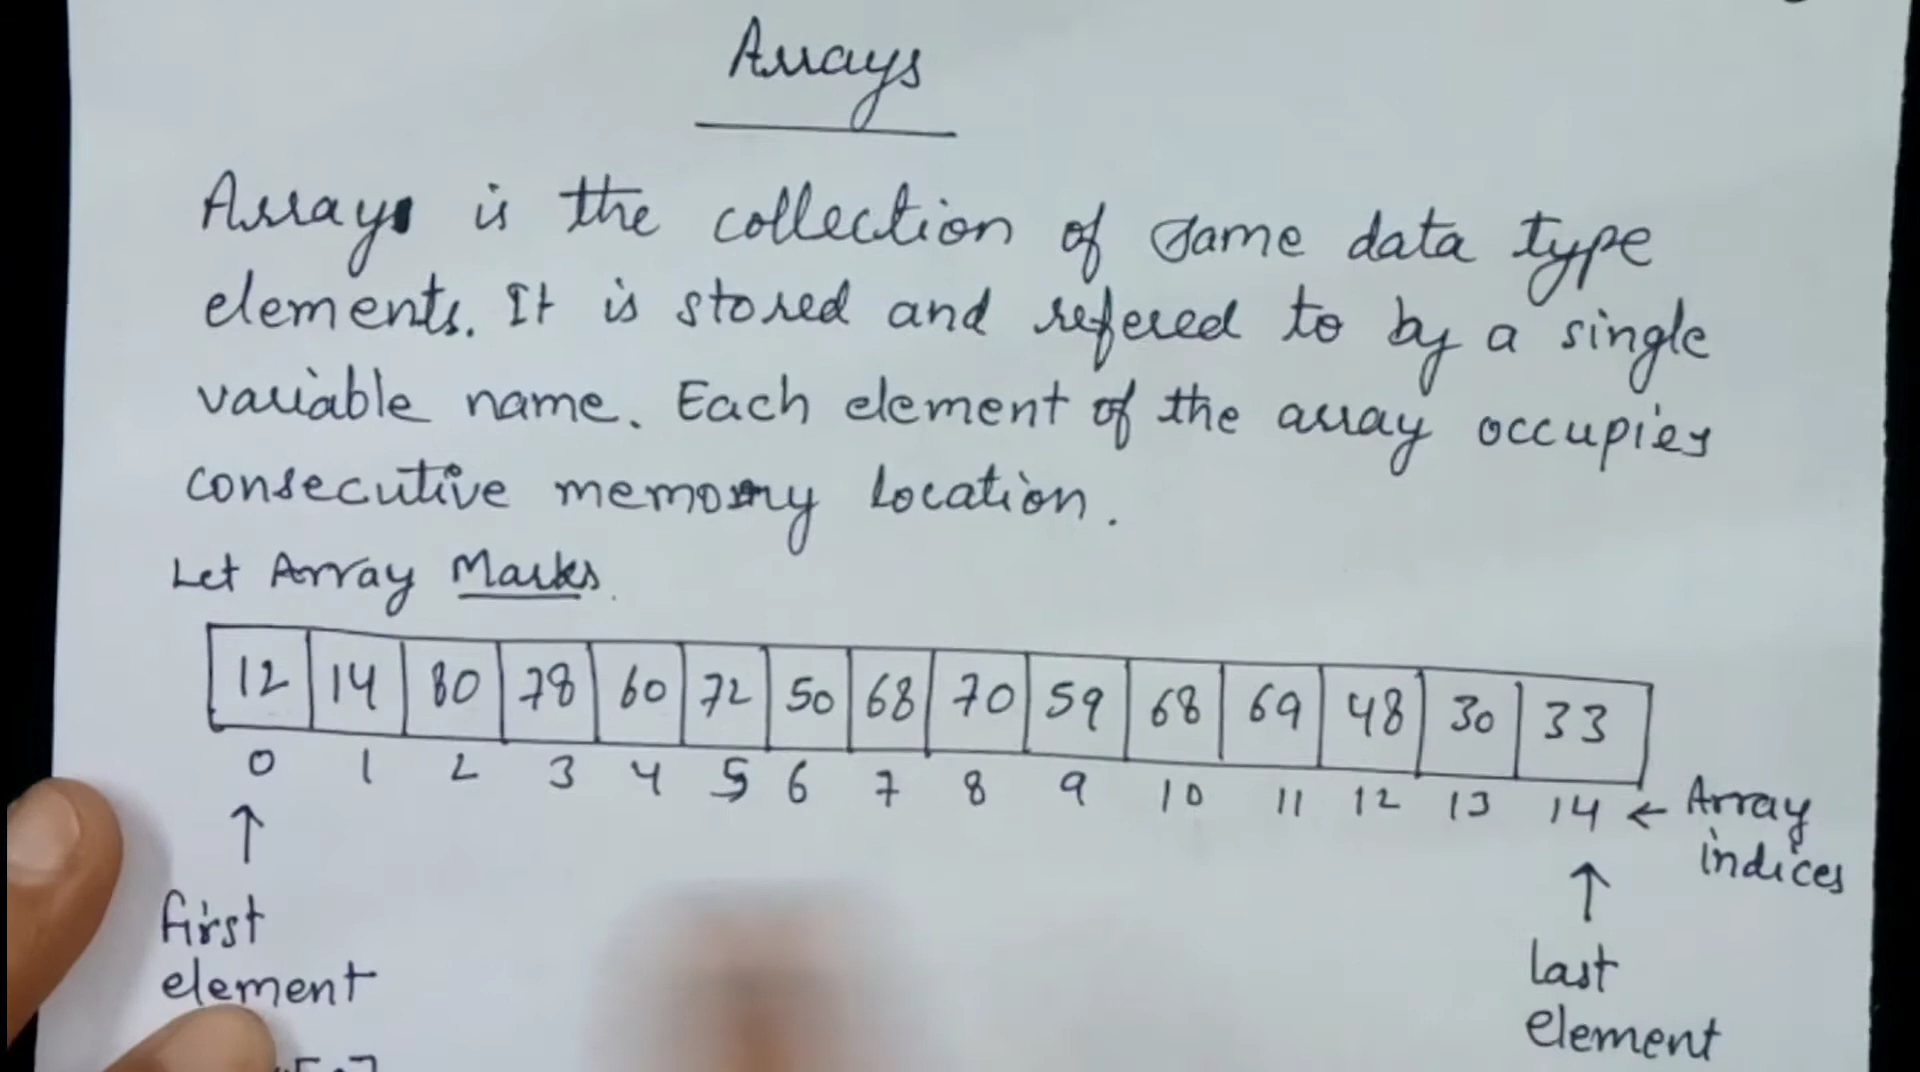 Arrays
Array is the collection of same data type
elements. It is stored and refered to by a single
variable name. Each element of the array occupies
consecutive memory location.
Let Array Marks.
12 14 80 78 60 72 50 68 70 59 68 69 48 30 33
0 1 2 3 4 5 6 7 8 9 10 11 12 13 14 ← Array
indices
↑ ↑
first last
element element